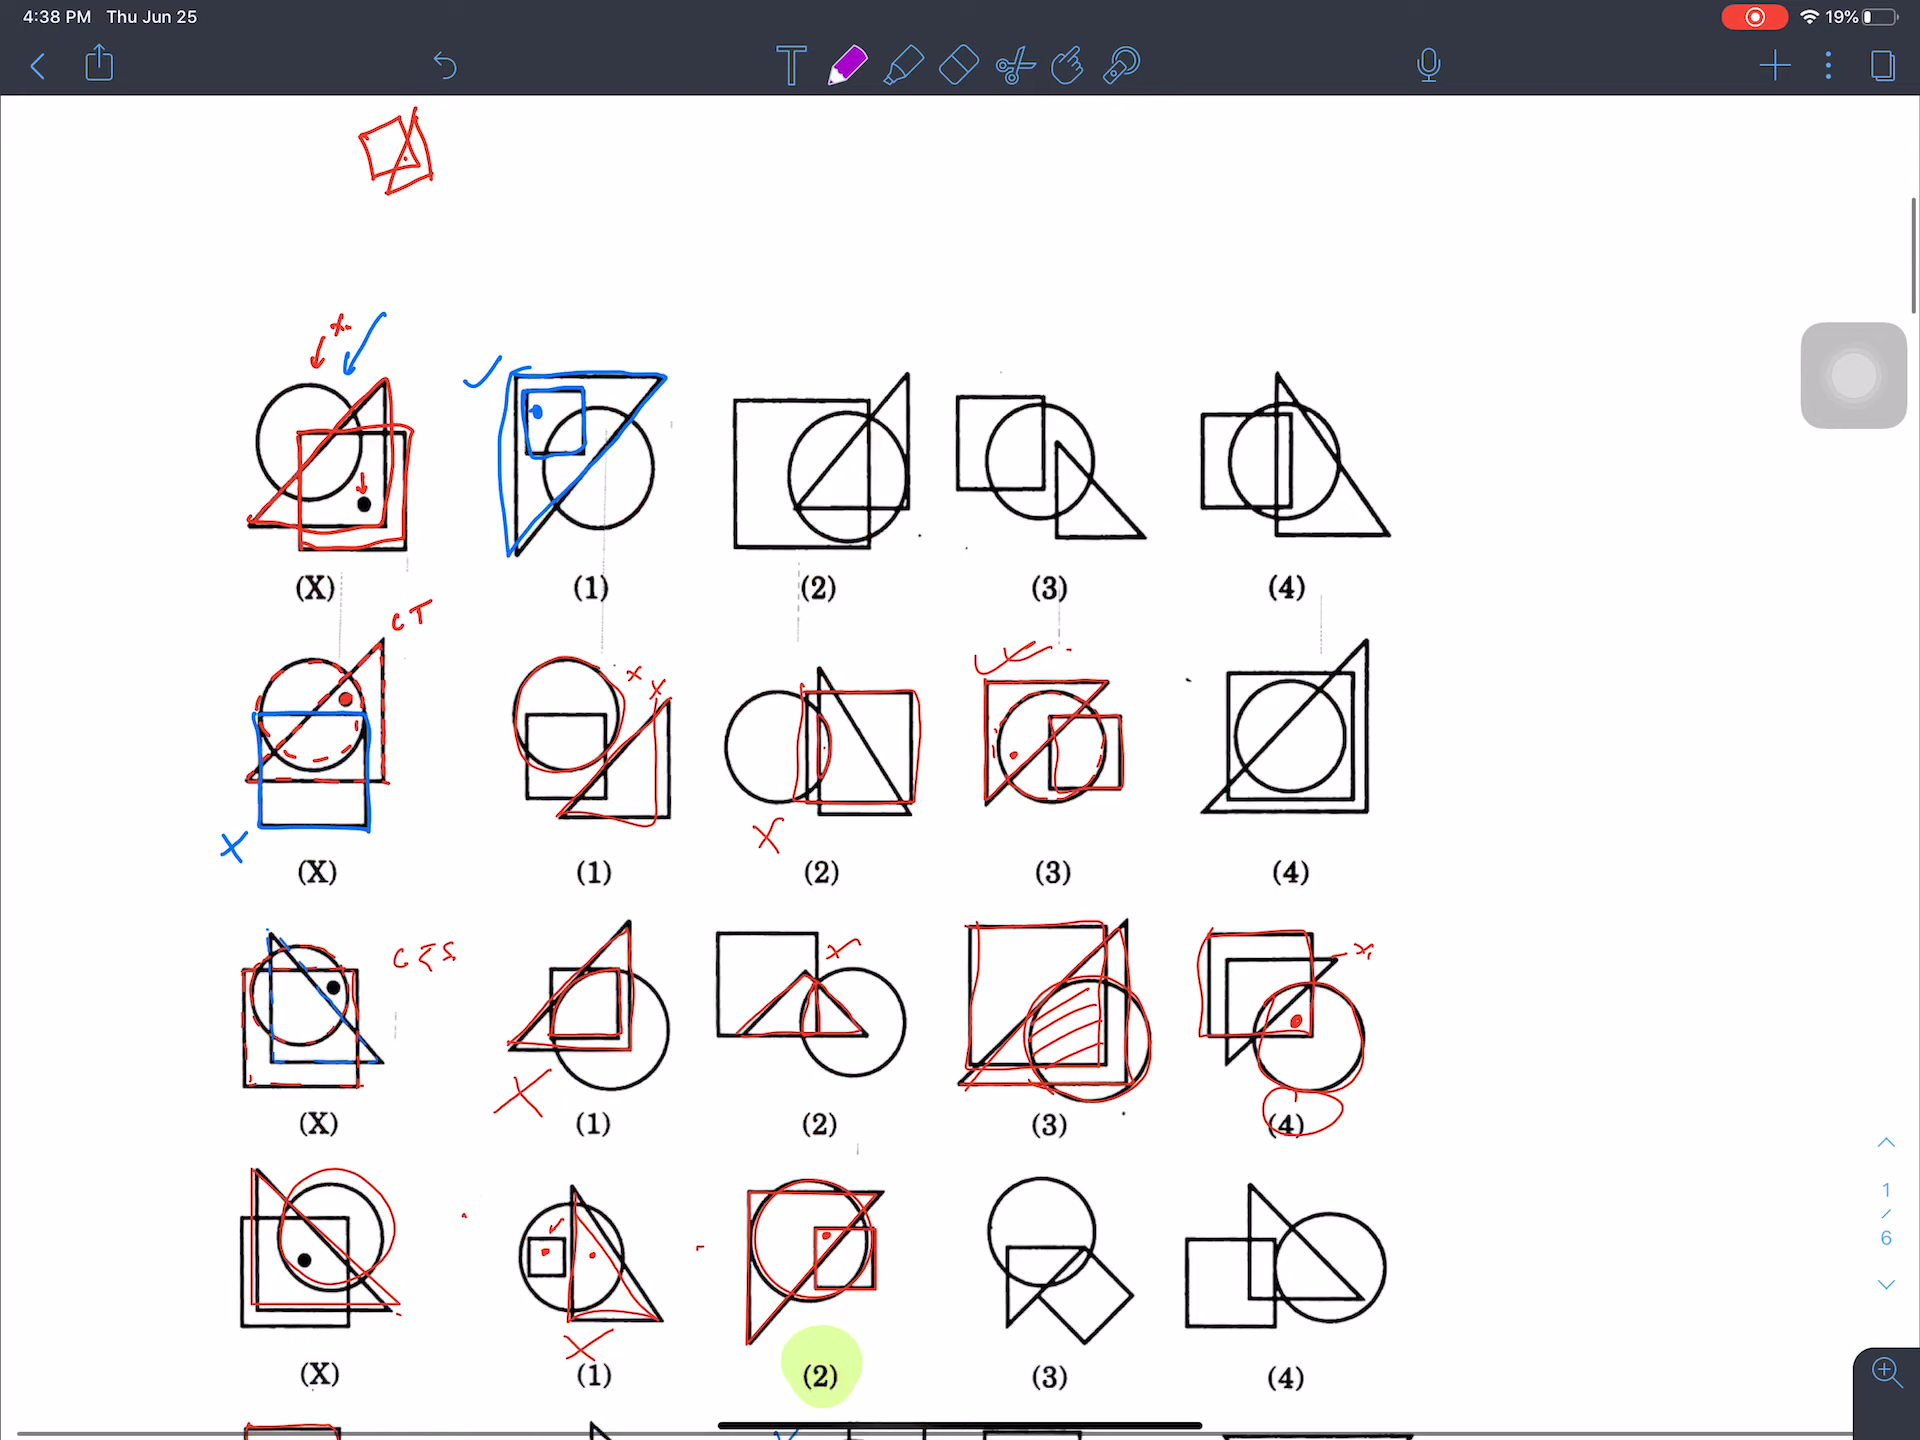 4:38 PM Thu Jun 25
19%
T
(X) (1) (2) (3) (4)
CT
X
X
(X) (1) (2) (3) (4)
X
(X) (1) (2) (3) (4)
X
(X) (1) (2) (3) (4)
1
/
6